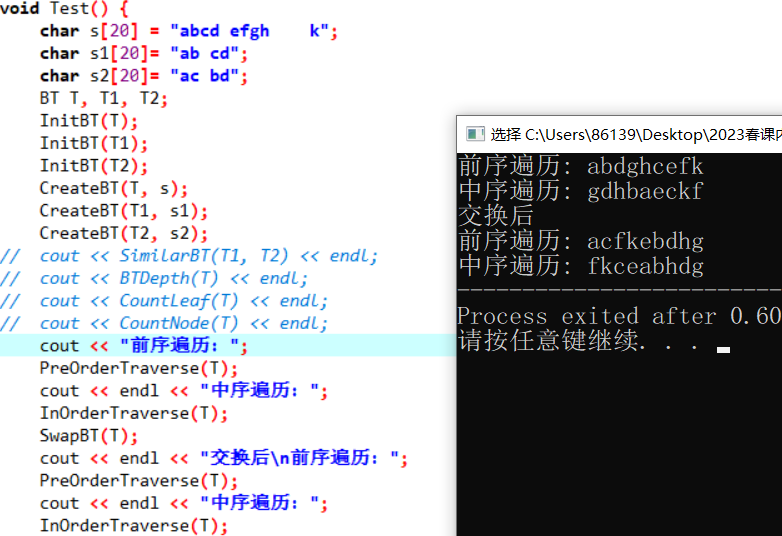 void Test() {
char s[20] = "abcd efgh    k";
char s1[20]= "ab cd";
char s2[20]= "ac bd";
BT T, T1, T2;
InitBT(T);
InitBT(T1);
InitBT(T2);
CreateBT(T, s);
CreateBT(T1, s1);
CreateBT(T2, s2);
//  cout << SimilarBT(T1, T2) << endl;
//  cout << BTDepth(T) << endl;
//  cout << CountLeaf(T) << endl;
//  cout << CountNode(T) << endl;
cout << "前序遍历: ";
PreOrderTraverse(T);
cout << endl << "中序遍历: ";
InOrderTraverse(T);
SwapBT(T);
cout << endl << "交换后\n前序遍历: ";
PreOrderTraverse(T);
cout << endl << "中序遍历: ";
InOrderTraverse(T);
选择 C:\Users\86139\Desktop\2023春课内
前序遍历: abdghcefk
中序遍历: gdhbaeckf
交换后
前序遍历: acfkebdhg
中序遍历: fkceabhdg
--------------------------------
Process exited after 0.60
请按任意键继续. . .